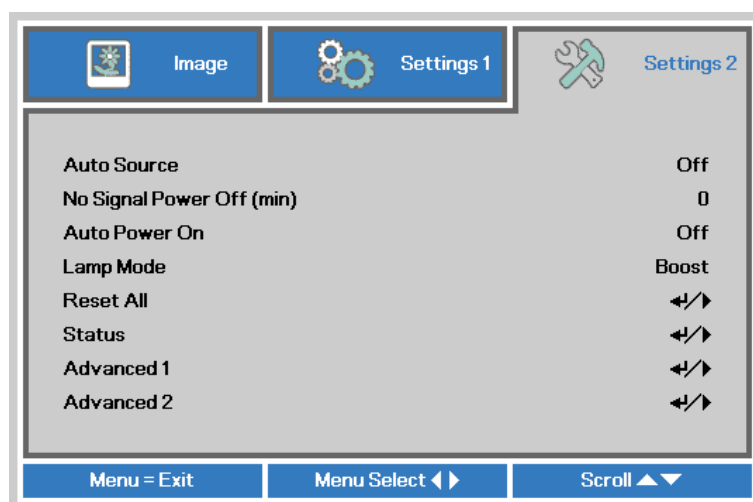 Image Settings 1 Settings 2
Auto Source Off
No Signal Power Off (min) 0
Auto Power On Off
Lamp Mode Boost
Reset All
Status
Advanced 1
Advanced 2
Menu = Exit Menu Select Scroll